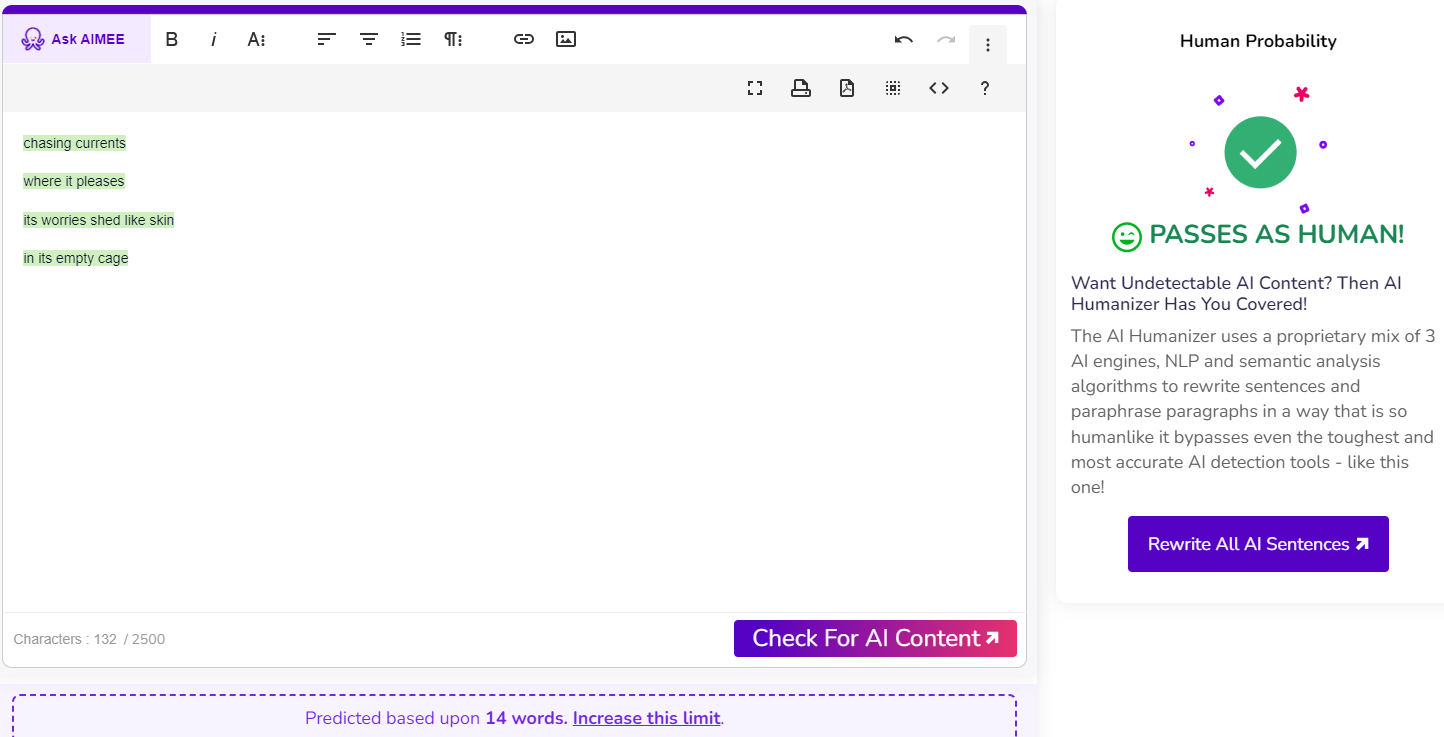 Ask AIMEE B i A
?
chasing currents
where it pleases
its worries shed like skin
in its empty cage
Characters : 132 / 2500
Check For AI Content
Predicted based upon 14 words. Increase this limit.
Human Probability
PASSES AS HUMAN!
Want Undetectable AI Content? Then AI
Humanizer Has You Covered!
The AI Humanizer uses a proprietary mix of 3
AI engines, NLP and semantic analysis
algorithms to rewrite sentences and
paraphrase paragraphs in a way that is so
humanlike it bypasses even the toughest and
most accurate AI detection tools - like this
one!
Rewrite All AI Sentences